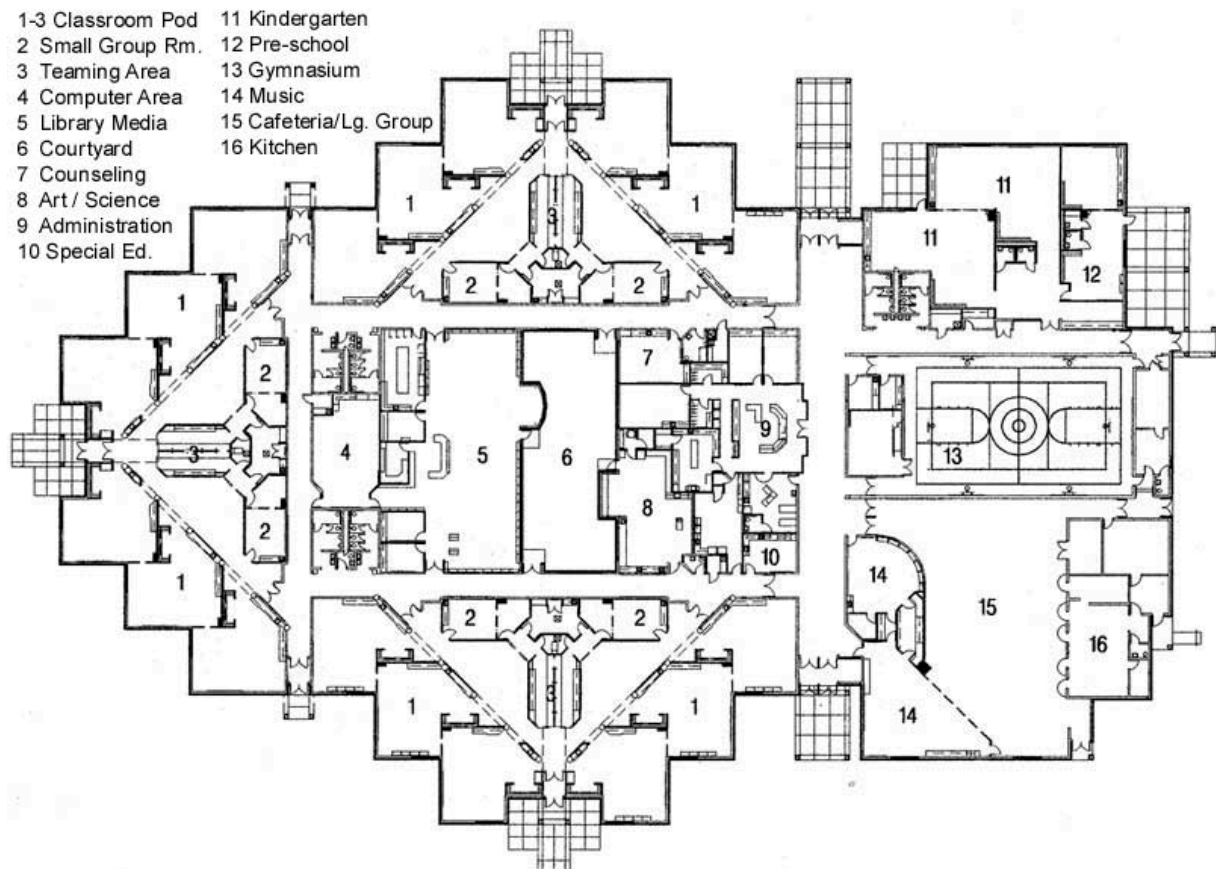 1-3 Classroom Pod
2 Small Group Rm.
3 Teaming Area
4 Computer Area
5 Library Media
6 Courtyard
7 Counseling
8 Art / Science
9 Administration
10 Special Ed.
11 Kindergarten
12 Pre-school
13 Gymnasium
14 Music
15 Cafeteria/Lg. Group
16 Kitchen
1
3
1
11
11
12
2
2
1
2
7
3
4
5
6
9
13
8
2
10
14
15
1
2
2
16
3
1
1
14